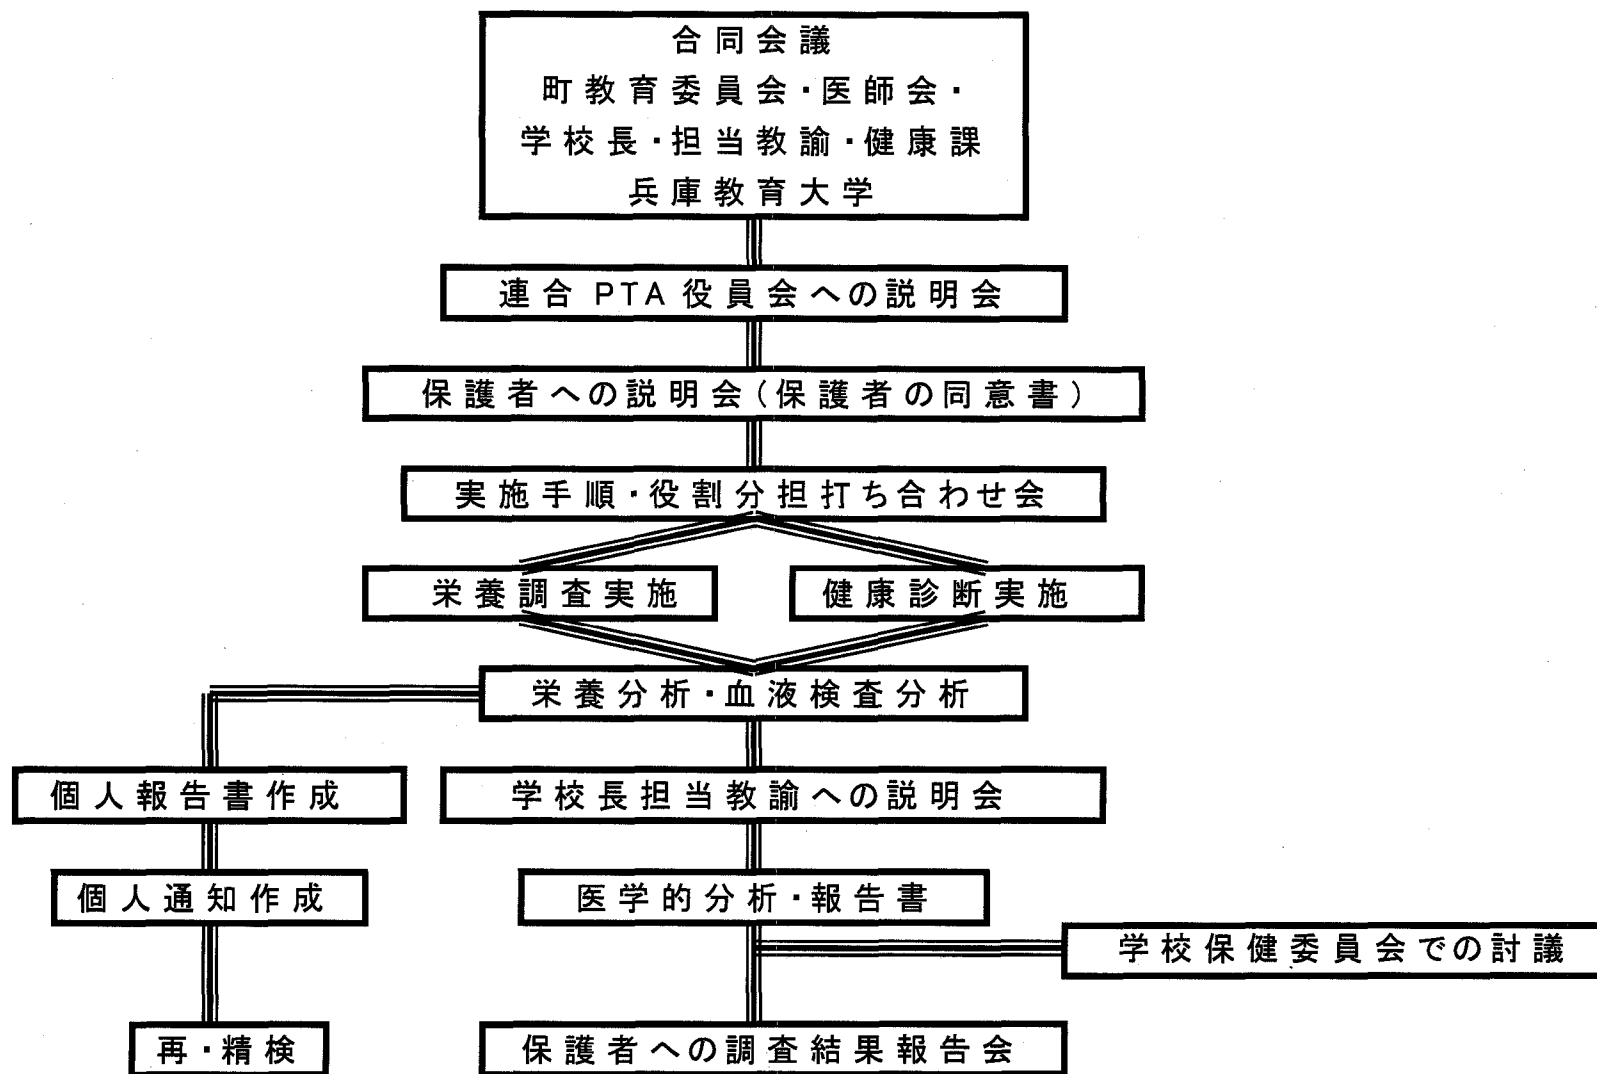 合同会議
町教育委員会・医師会・
学校長・担当教諭・健康課
兵庫教育大学
連合PTA役員会への説明会
保護者への説明会(保護者の同意書)
実施手順・役割分担打ち合わせ会
栄養調査実施
健康診断実施
栄養分析・血液検査分析
個人報告書作成
学校長担当教諭への説明会
個人通知作成
医学的分析・報告書
学校保健委員会での討議
再・精検
保護者への調査結果報告会